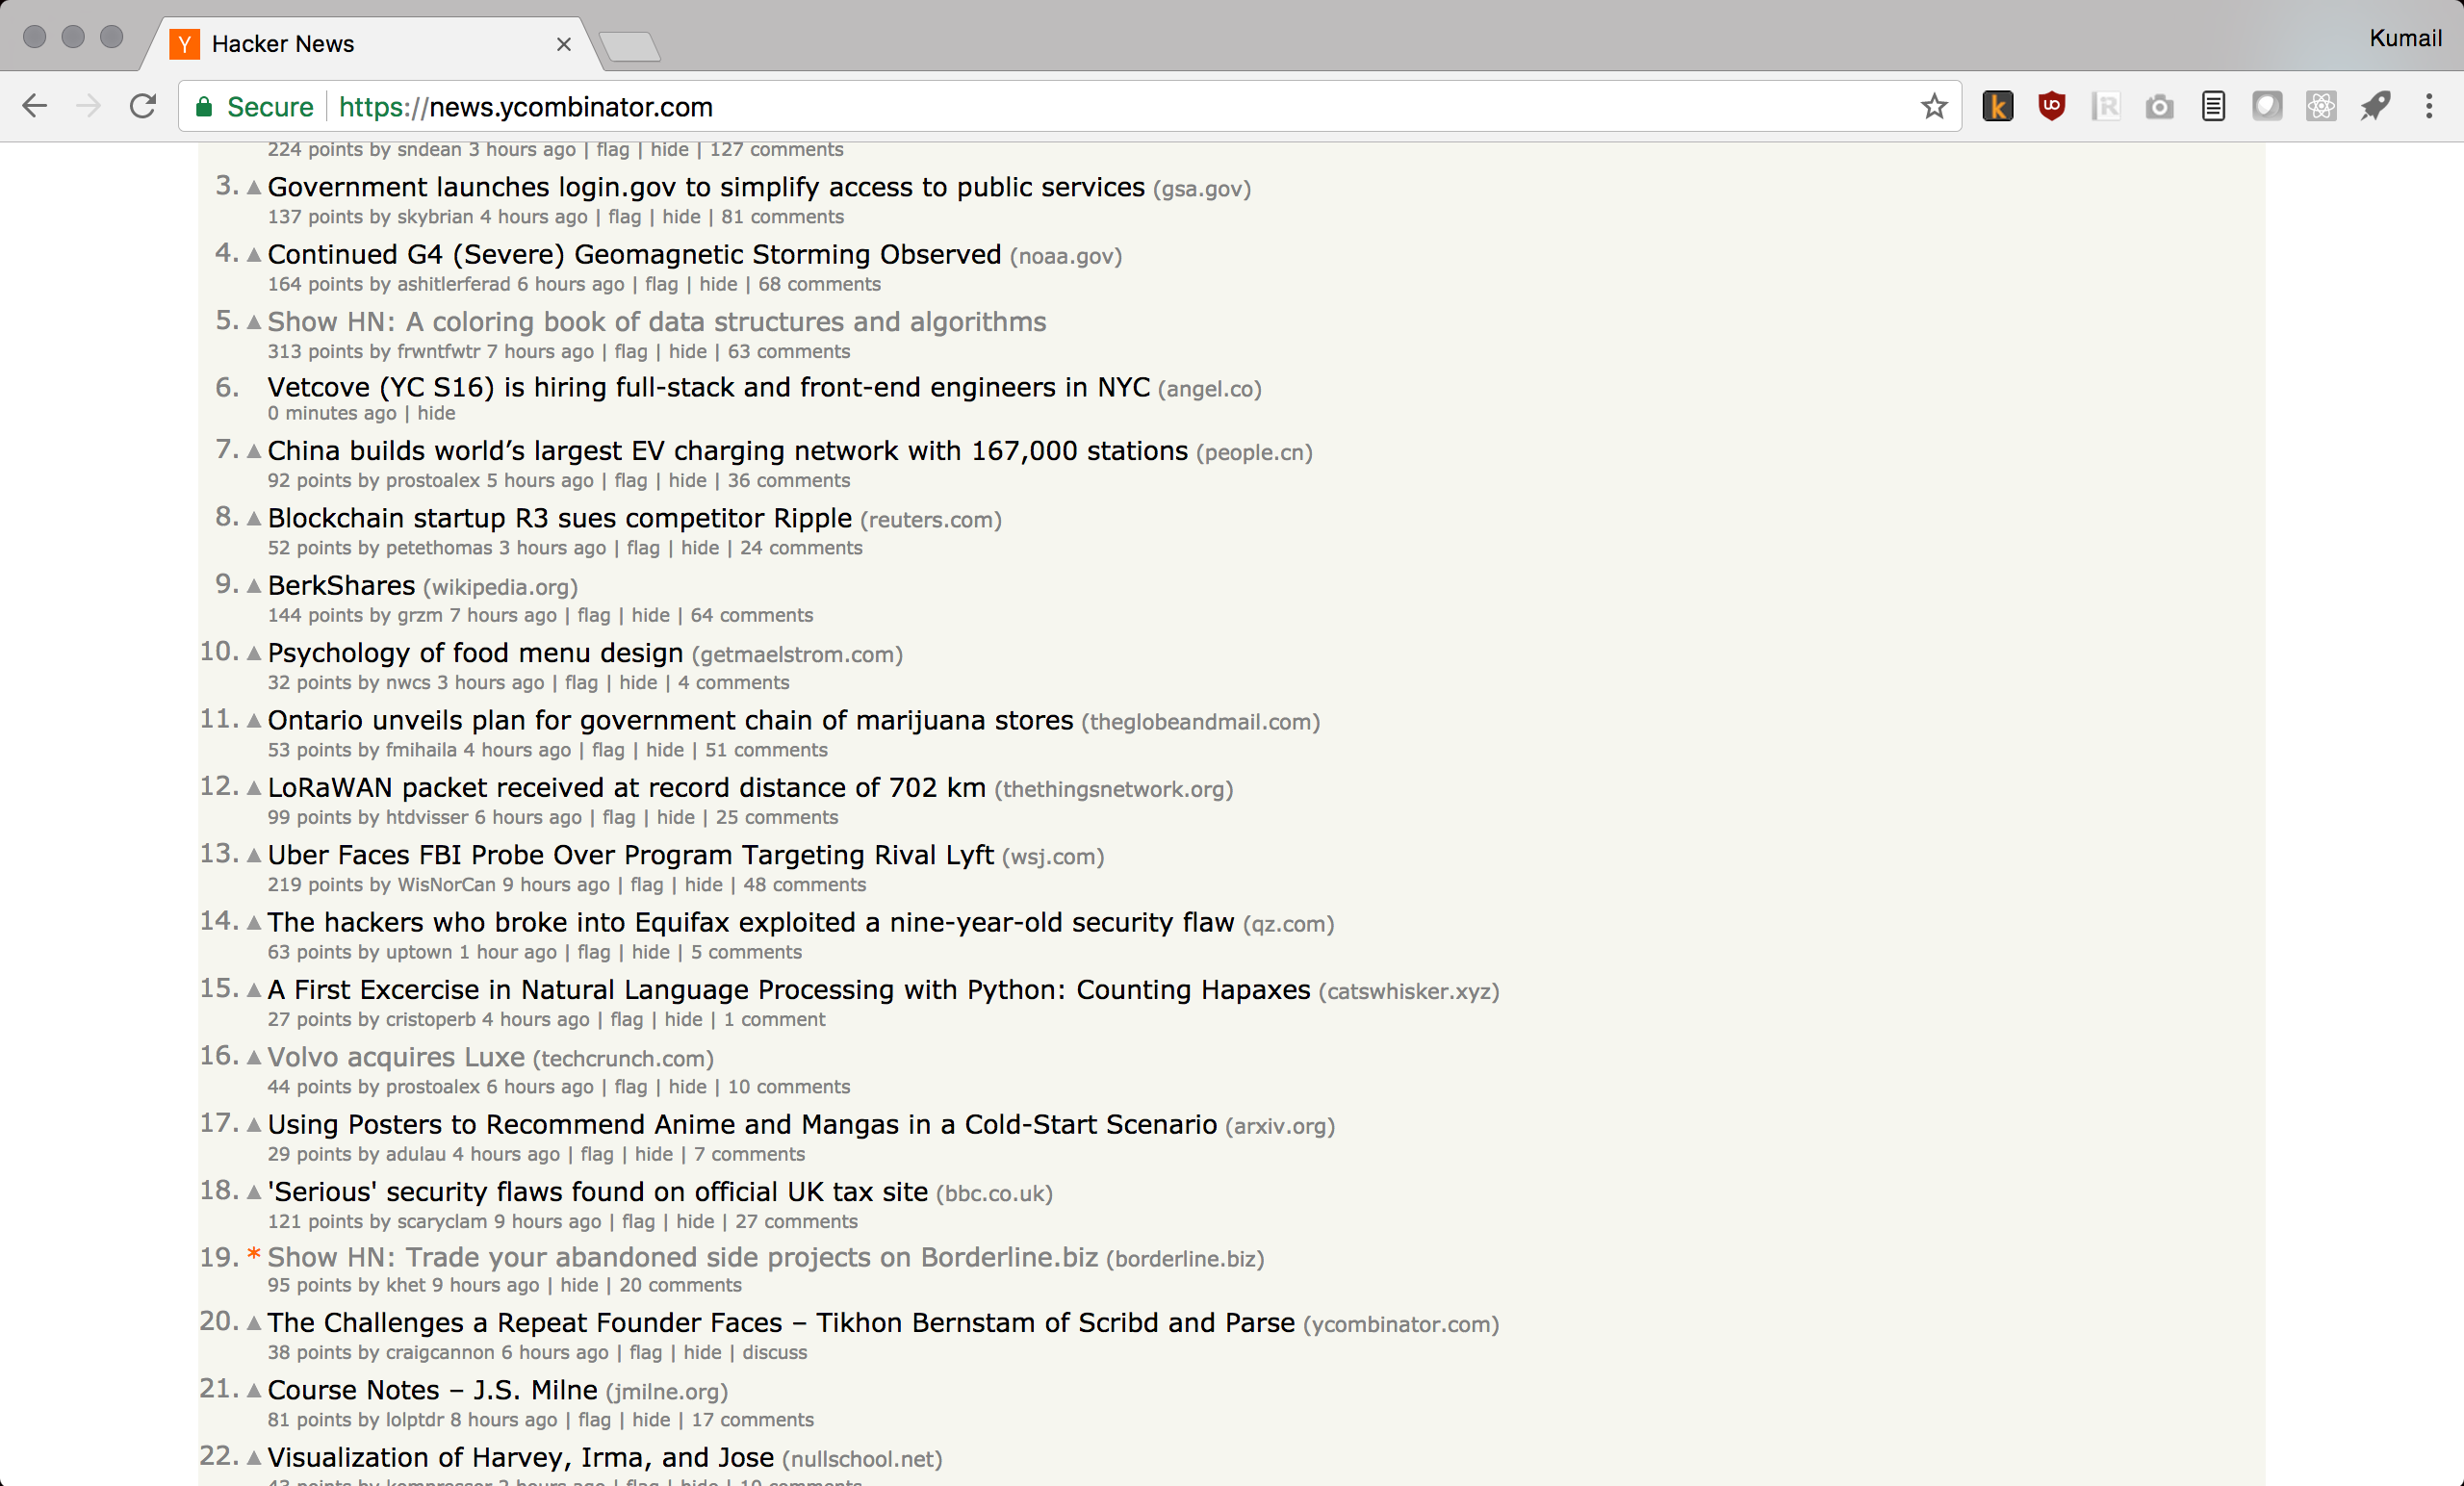 Hacker News
Kumail
Secure https://news.ycombinator.com
224 points by sndean 3 hours ago | flag | hide | 127 comments
3. Government launches login.gov to simplify access to public services (gsa.gov)
137 points by skybrian 4 hours ago | flag | hide | 81 comments
4. Continued G4 (Severe) Geomagnetic Storming Observed (noaa.gov)
164 points by ashitlerferad 6 hours ago | flag | hide | 68 comments
5. Show HN: A coloring book of data structures and algorithms
313 points by frwntfwtr 7 hours ago | flag | hide | 63 comments
6. Vetcove (YC S16) is hiring full-stack and front-end engineers in NYC (angel.co)
0 minutes ago | hide
7. China builds world’s largest EV charging network with 167,000 stations (people.cn)
92 points by prostoalex 5 hours ago | flag | hide | 36 comments
8. Blockchain startup R3 sues competitor Ripple (reuters.com)
52 points by petethomas 3 hours ago | flag | hide | 24 comments
9. BerkShares (wikipedia.org)
144 points by grzm 7 hours ago | flag | hide | 64 comments
10. Psychology of food menu design (getmaelstrom.com)
32 points by nwcs 3 hours ago | flag | hide | 4 comments
11. Ontario unveils plan for government chain of marijuana stores (theglobeandmail.com)
53 points by fmihaila 4 hours ago | flag | hide | 51 comments
12. LoRaWAN packet received at record distance of 702 km (thethingsnetwork.org)
99 points by htdvisser 6 hours ago | flag | hide | 25 comments
13. Uber Faces FBI Probe Over Program Targeting Rival Lyft (wsj.com)
219 points by WisNorCan 9 hours ago | flag | hide | 48 comments
14. The hackers who broke into Equifax exploited a nine-year-old security flaw (qz.com)
63 points by uptown 1 hour ago | flag | hide | 5 comments
15. A First Excercise in Natural Language Processing with Python: Counting Hapaxes (catswhisker.xyz)
27 points by cristoperb 4 hours ago | flag | hide | 1 comment
16. Volvo acquires Luxe (techcrunch.com)
44 points by prostoalex 6 hours ago | flag | hide | 10 comments
17. Using Posters to Recommend Anime and Mangas in a Cold-Start Scenario (arxiv.org)
29 points by adulau 4 hours ago | flag | hide | 7 comments
18. 'Serious' security flaws found on official UK tax site (bbc.co.uk)
121 points by scaryclam 9 hours ago | flag | hide | 27 comments
19. * Show HN: Trade your abandoned side projects on Borderline.biz (borderline.biz)
95 points by khet 9 hours ago | hide | 20 comments
20. The Challenges a Repeat Founder Faces – Tikhon Bernstam of Scribd and Parse (ycombinator.com)
38 points by craigcannon 6 hours ago | flag | hide | discuss
21. Course Notes – J.S. Milne (jmilne.org)
81 points by lolptdr 8 hours ago | flag | hide | 17 comments
22. Visualization of Harvey, Irma, and Jose (nullschool.net)